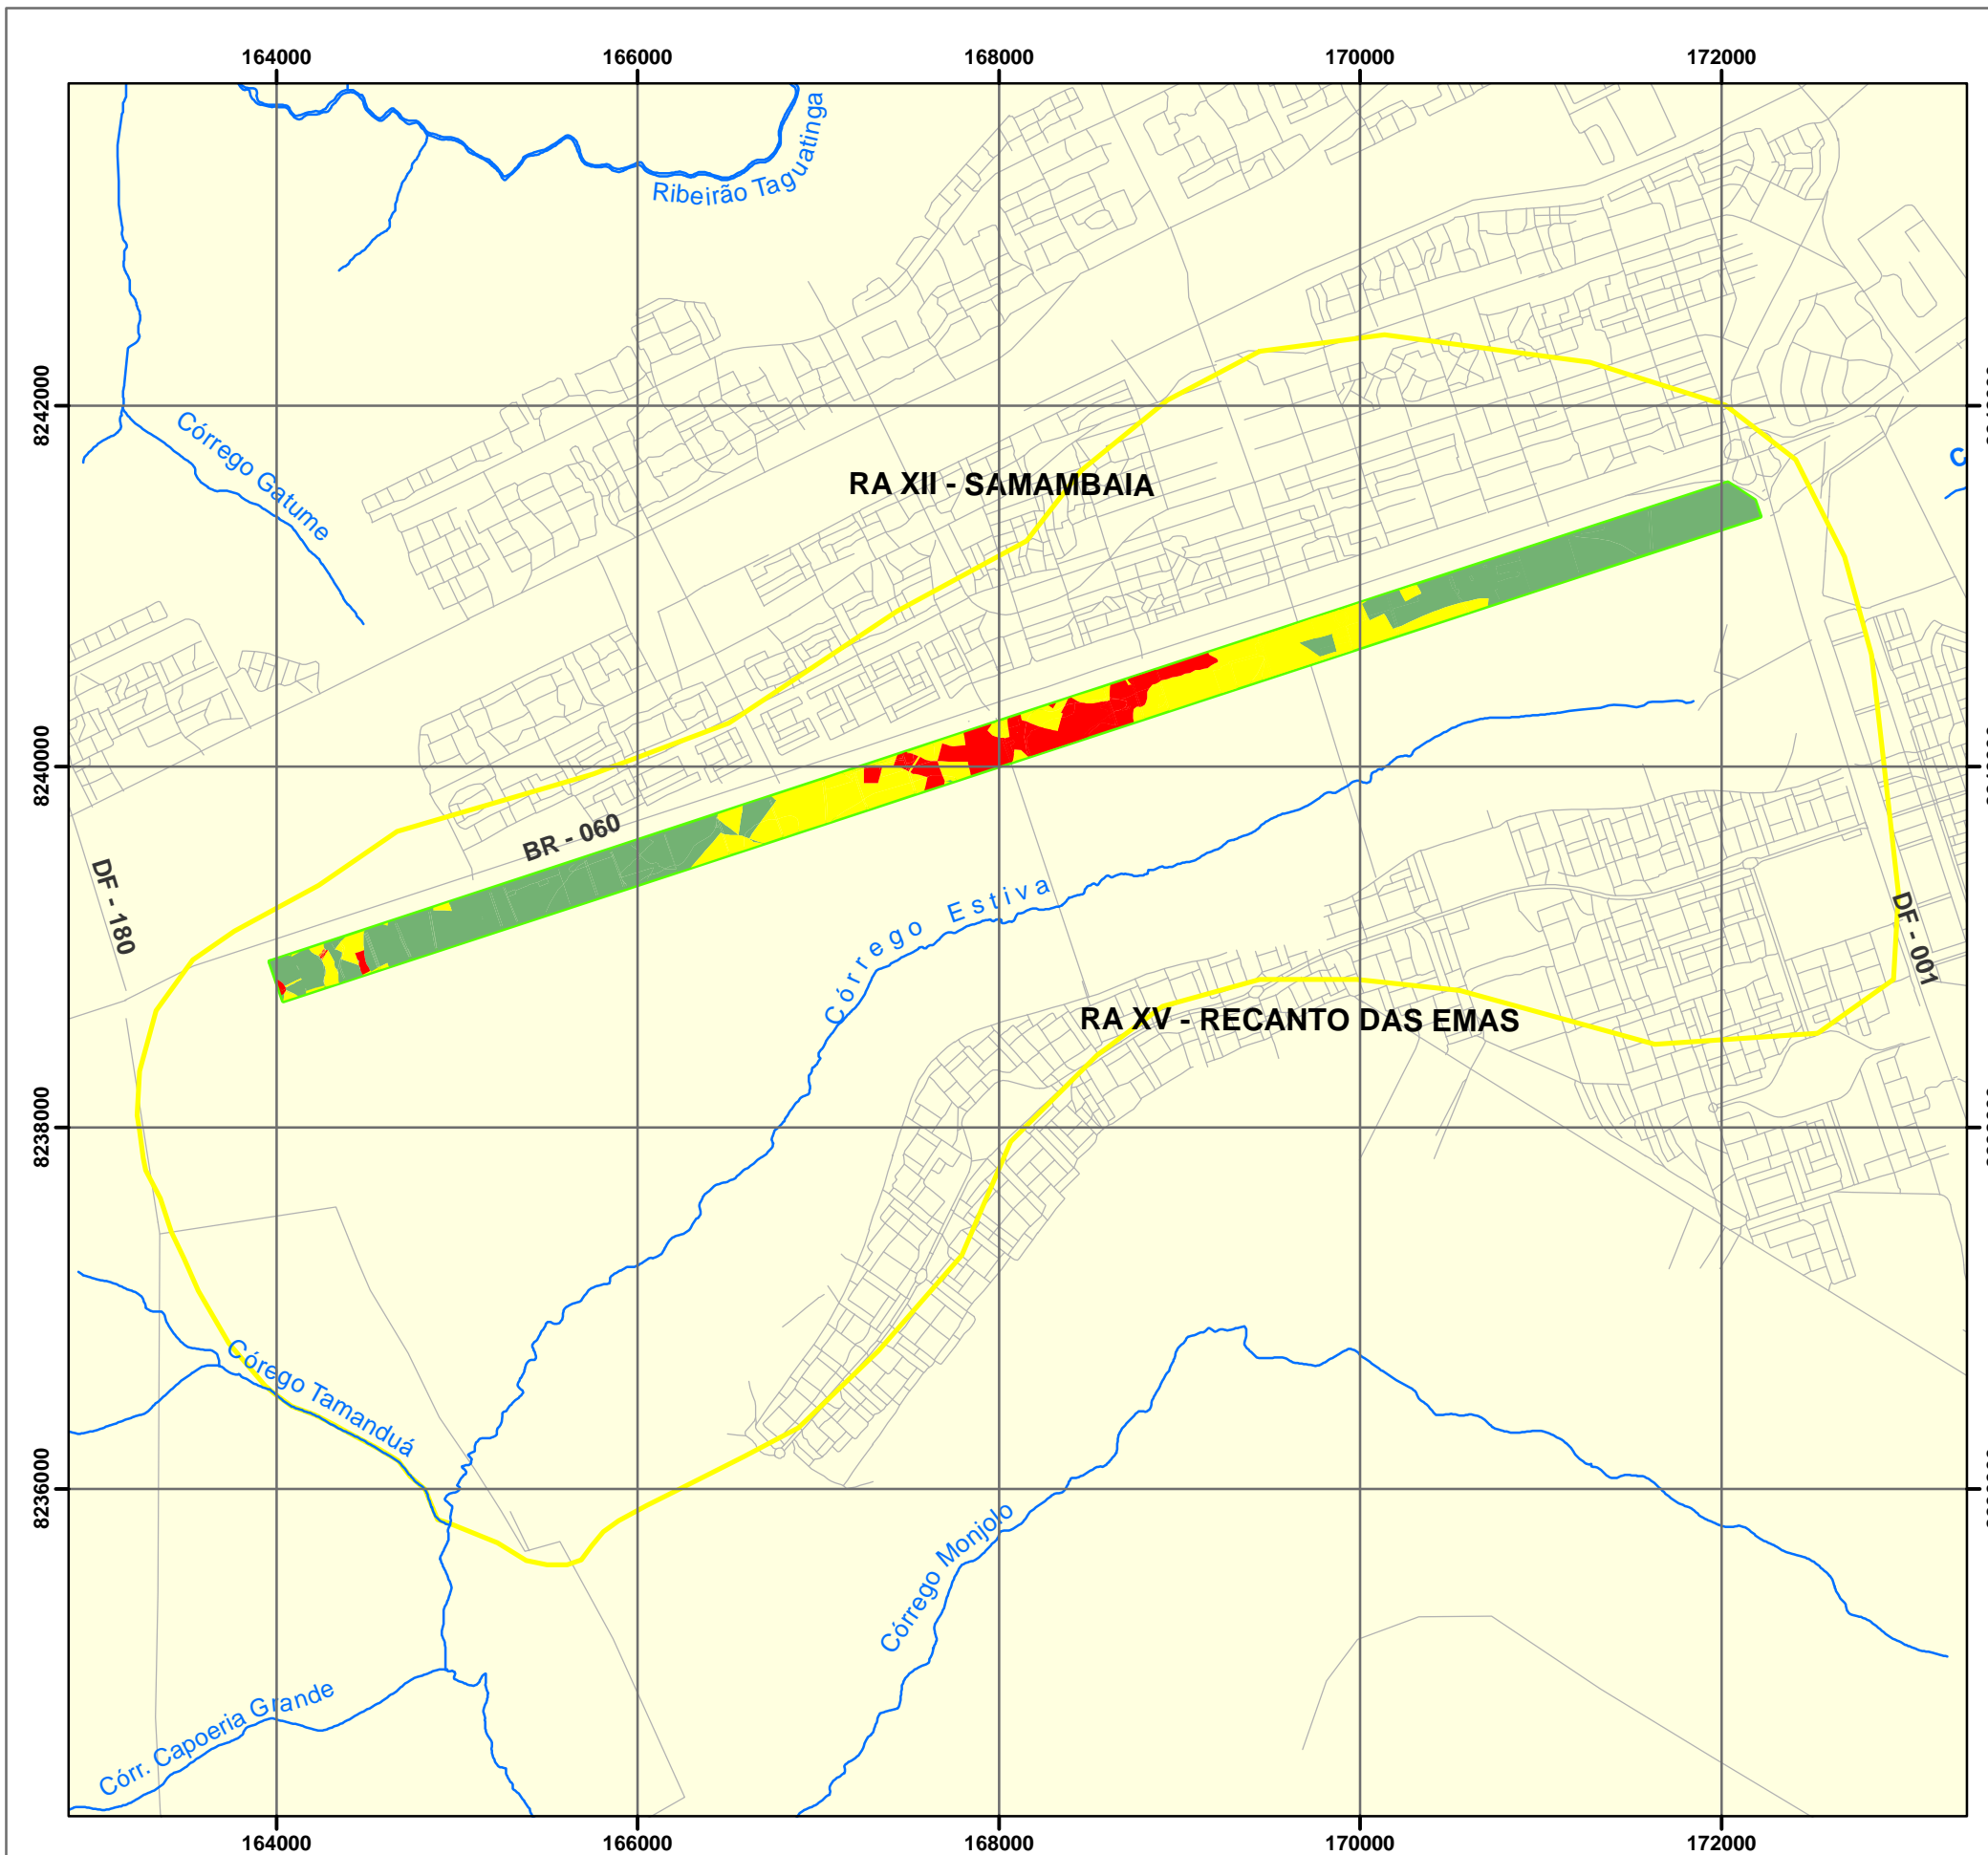 164000 166000 168000 170000 172000
Ribeirão Taguatinga
8242000
Córrego Gatume
RA XII - SAMAMBAIA
C
8240000
BR - 060
DF - 180
Córrego Estiva
DF - 001
RA XV - RECANTO DAS EMAS
8238000
Córego Tamanduá
8236000
Córrego Monjolo
Córr. Capoeria Grande
164000 166000 168000 170000 172000